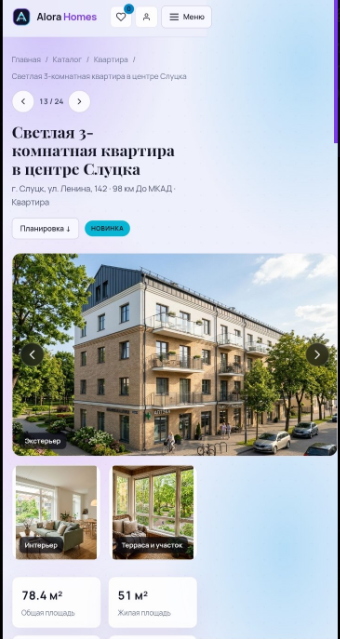 Alora Homes
0
Меню
Главная / Каталог / Квартира /
Светлая 3-комнатная квартира в центре Слуцка
13 / 24
Светлая 3-
комнатная квартира
в центре Слуцка
г. Слуцк, ул. Ленина, 142 · 98 км До МКАД ·
Квартира
Планировка ↓
НОВИНКА
Экстерьер
Интерьер
Терраса и участок
78.4 м²
51 м²
Общая площадь
Жилая площадь